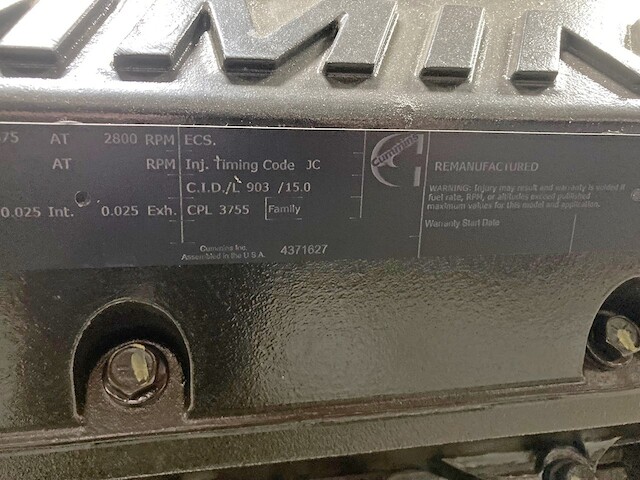 675 AT 2800 RPM ECS.
AT RPM Inj. Timing Code JC
C.I.D./L 903 /15.0
0.025 Int. 0.025 Exh. CPL 3755 Family
Cummins Inc.
Assembled in the U.S.A. 4371627
Cummins
REMANUFACTURED
WARNING: Injury may result and warranty is voided if
fuel rate, RPM, or altitudes exceed published
maximum values for this model and application.
Warranty Start Date